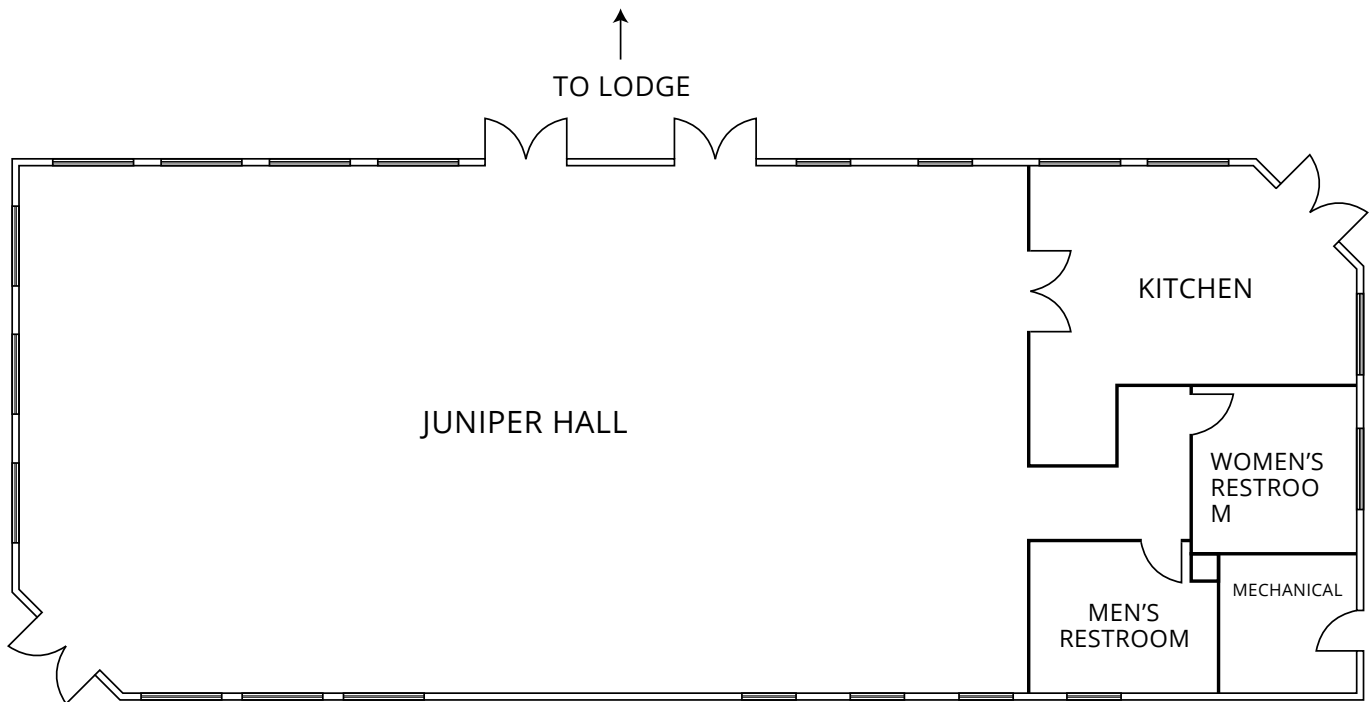 TO LODGE
KITCHEN
JUNIPER HALL
WOMEN’S
RESTROO
M
MECHANICAL
MEN’S
RESTROOM